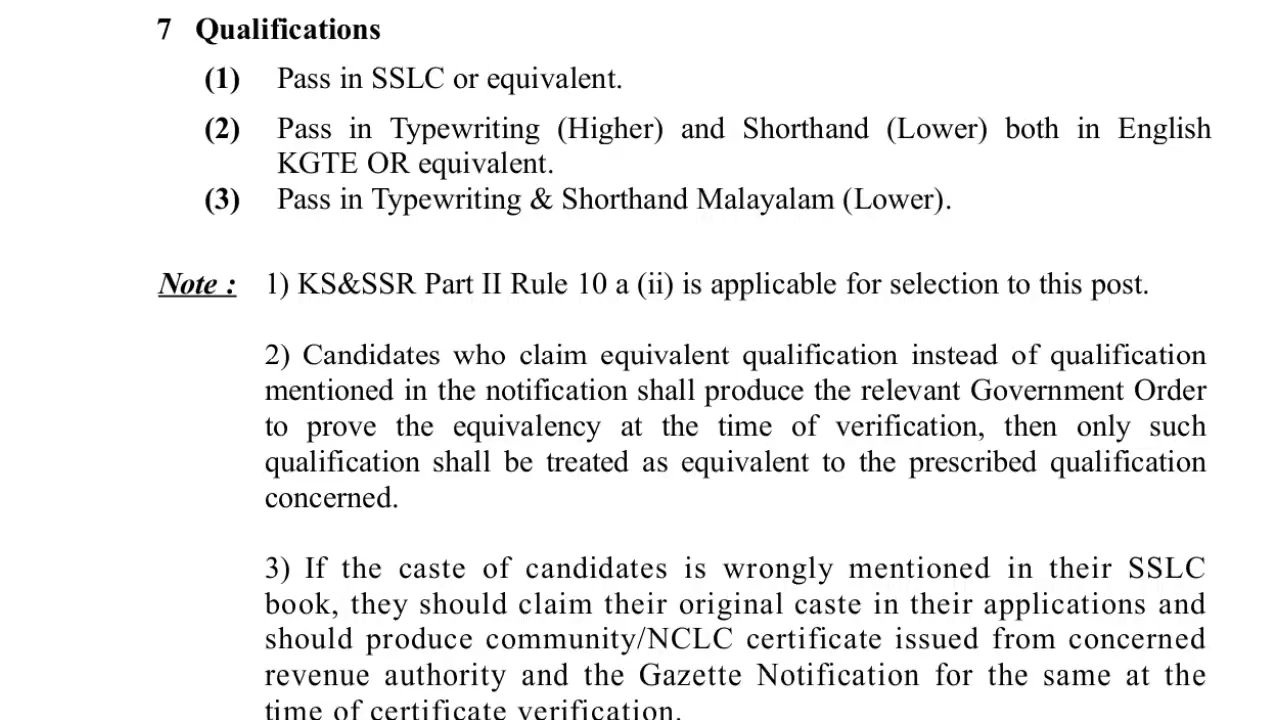 7 Qualifications
(1) Pass in SSLC or equivalent.
(2) Pass in Typewriting (Higher) and Shorthand (Lower) both in English
KGTE OR equivalent.
(3) Pass in Typewriting & Shorthand Malayalam (Lower).
Note : 1) KS&SSR Part II Rule 10 a (ii) is applicable for selection to this post.
2) Candidates who claim equivalent qualification instead of qualification
mentioned in the notification shall produce the relevant Government Order
to prove the equivalency at the time of verification, then only such
qualification shall be treated as equivalent to the prescribed qualification
concerned.
3) If the caste of candidates is wrongly mentioned in their SSLC
book, they should claim their original caste in their applications and
should produce community/NCLC certificate issued from concerned
revenue authority and the Gazette Notification for the same at the
time of certificate verification.